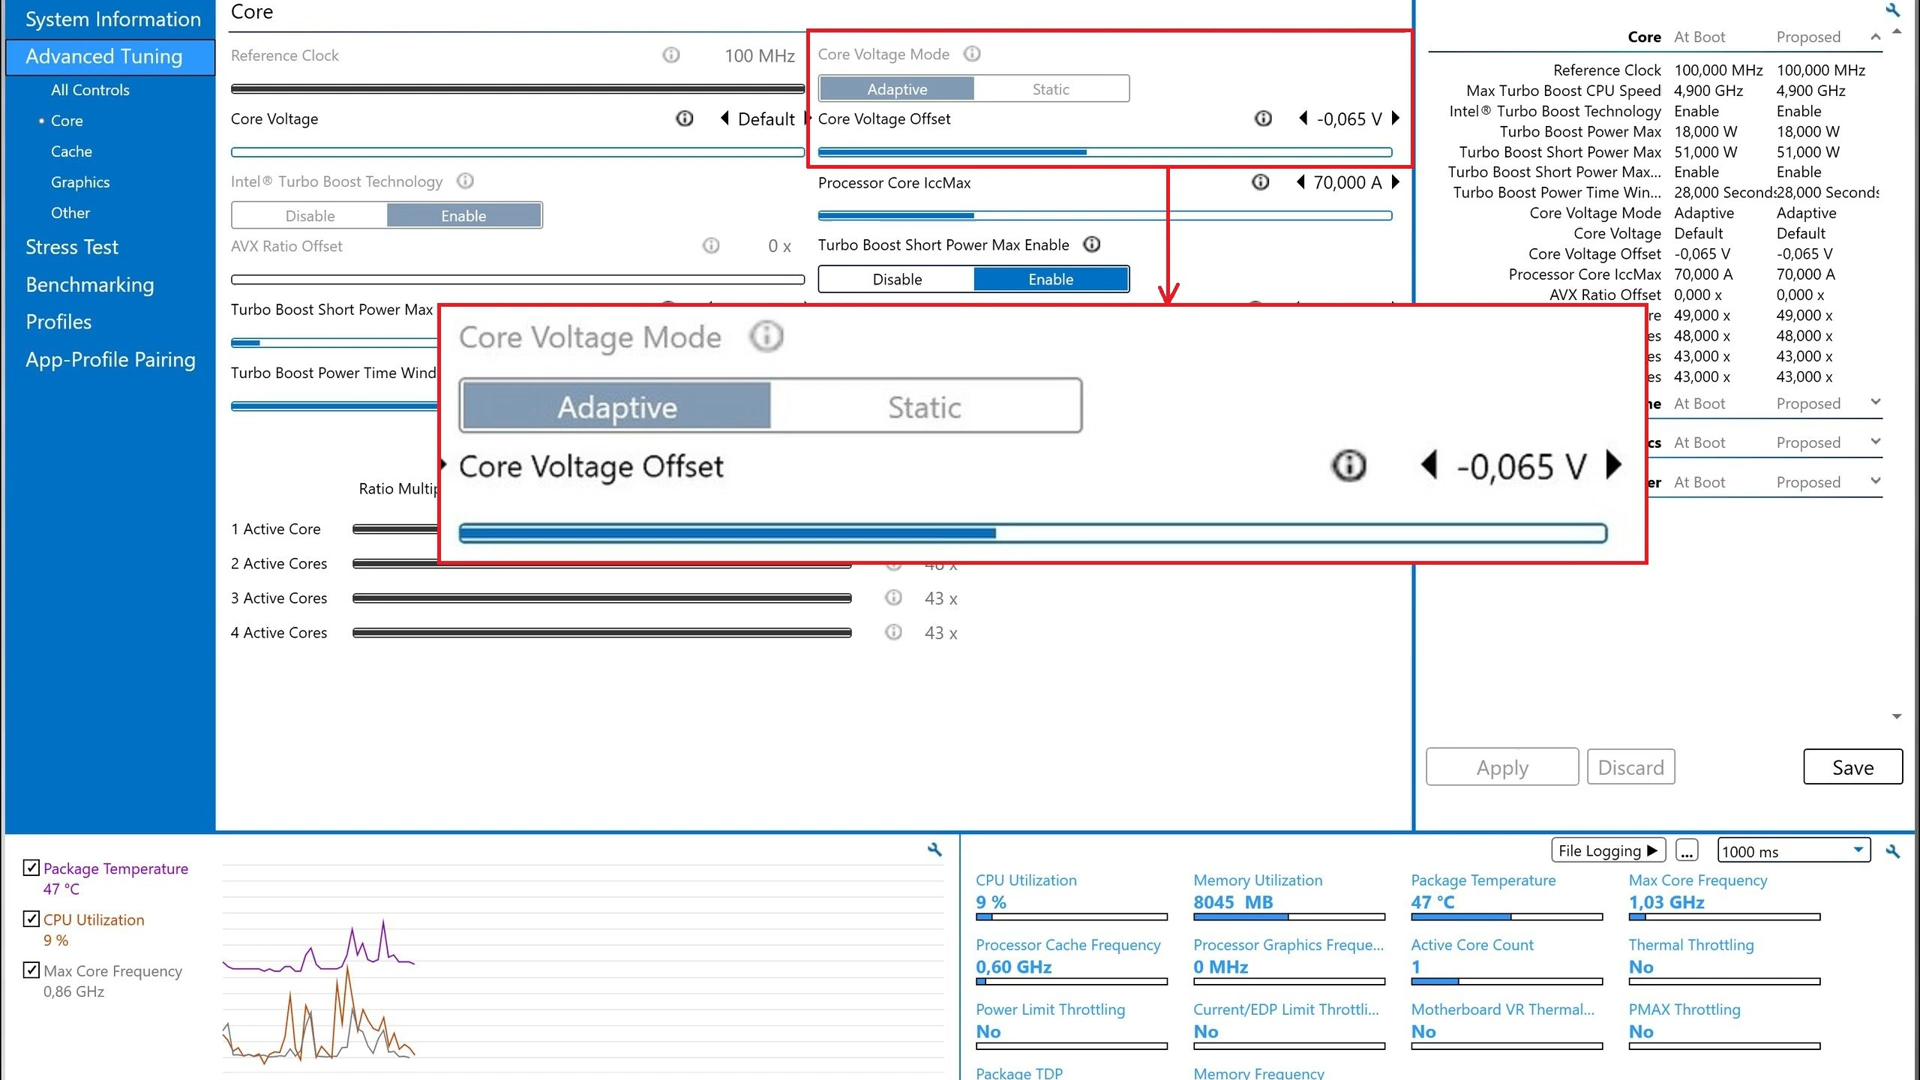 System Information
Advanced Tuning
All Controls
Core
Cache
Graphics
Other
Stress Test
Benchmarking
Profiles
App-Profile Pairing
Core
Reference Clock 100 MHz
Core Voltage Default
Intel® Turbo Boost Technology
Disable Enable
AVX Ratio Offset 0 x
Turbo Boost Short Power Max
Turbo Boost Power Time Wind
Core Voltage Mode
Adaptive Static
Core Voltage Offset -0,065 V
Processor Core IccMax 70,000 A
Turbo Boost Short Power Max Enable
Disable Enable
Core Voltage Mode
Adaptive Static
Core Voltage Offset -0,065 V
Ratio Multip
1 Active Core
2 Active Cores
3 Active Cores 43 x
4 Active Cores 43 x
Core At Boot Proposed
Reference Clock 100,000 MHz 100,000 MHz
Max Turbo Boost CPU Speed 4,900 GHz 4,900 GHz
Intel® Turbo Boost Technology Enable Enable
Turbo Boost Power Max 18,000 W 18,000 W
Turbo Boost Short Power Max 51,000 W 51,000 W
Turbo Boost Short Power Max... Enable Enable
Turbo Boost Power Time Win... 28,000 Seconds 28,000 Seconds
Core Voltage Mode Adaptive Adaptive
Core Voltage Default Default
Core Voltage Offset -0,065 V -0,065 V
Processor Core IccMax 70,000 A 70,000 A
AVX Ratio Offset 0,000 x 0,000 x
re 49,000 x 49,000 x
es 48,000 x 48,000 x
es 43,000 x 43,000 x
es 43,000 x 43,000 x
ne At Boot Proposed
cs At Boot Proposed
er At Boot Proposed
Apply Discard Save
Package Temperature
47 °C
CPU Utilization
9 %
Max Core Frequency
0,86 GHz
File Logging ... 1000 ms
CPU Utilization Memory Utilization Package Temperature Max Core Frequency
9 % 8045 MB 47 °C 1,03 GHz
Processor Cache Frequency Processor Graphics Freque... Active Core Count Thermal Throttling
0,60 GHz 0 MHz 1 No
Power Limit Throttling Current/EDP Limit Throttli... Motherboard VR Thermal... PMAX Throttling
No No No No
Package TDP Memory Frequency